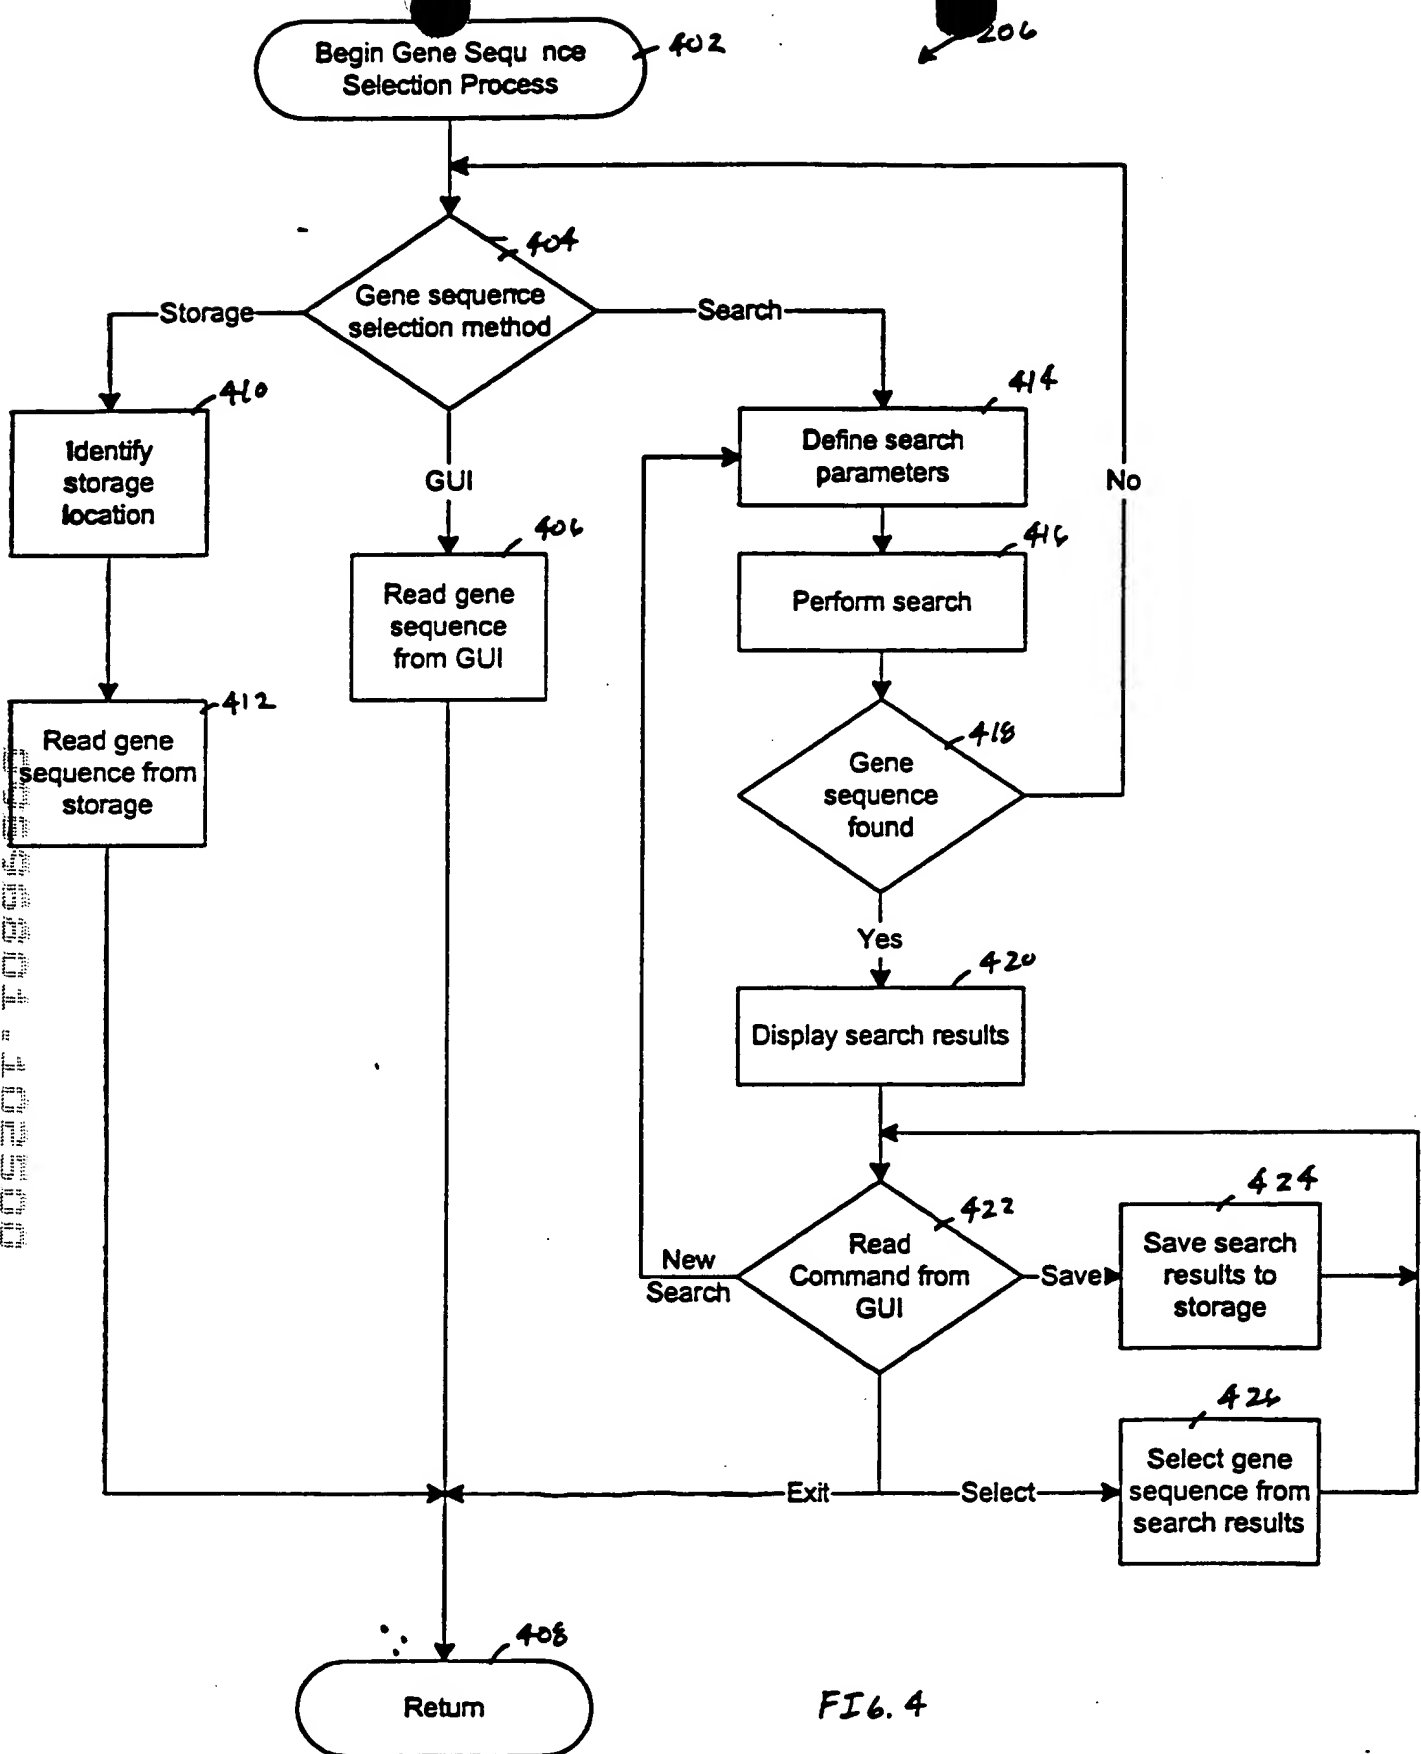 Begin Gene Sequ nce
Selection Process
402
206
404
Gene sequence
selection method
Storage
Search
410
Identify
storage
location
GUI
414
Define search
parameters
No
406
Read gene
sequence
from GUI
416
Perform search
412
Read gene
sequence from
storage
418
Gene
sequence
found
Yes
420
Display search results
422
Read
Command from
GUI
New
Search
Save
424
Save search
results to
storage
426
Select gene
sequence from
search results
Exit
Select
408
Return
FIG. 4